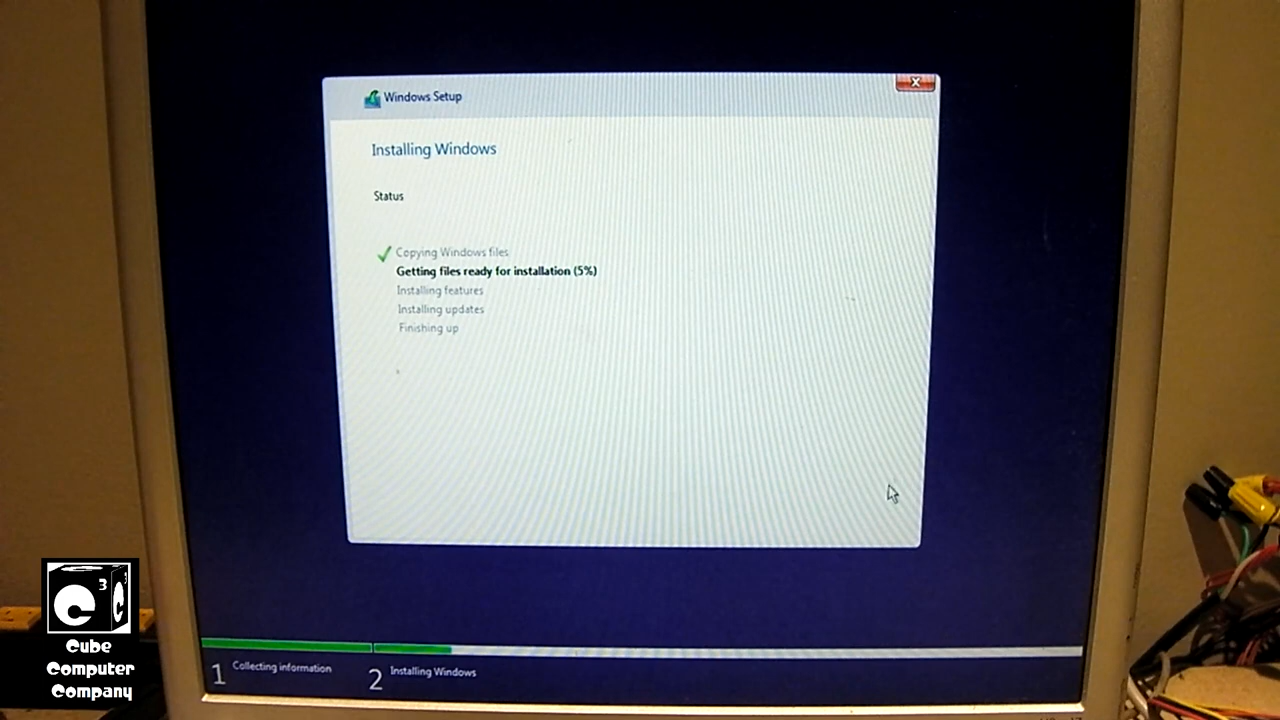 Windows Setup
Installing Windows
Status
Copying Windows files
Getting files ready for installation (5%)
Installing features
Installing updates
Finishing up
1 Collecting information
2 Installing Windows
Cube
Computer
Company